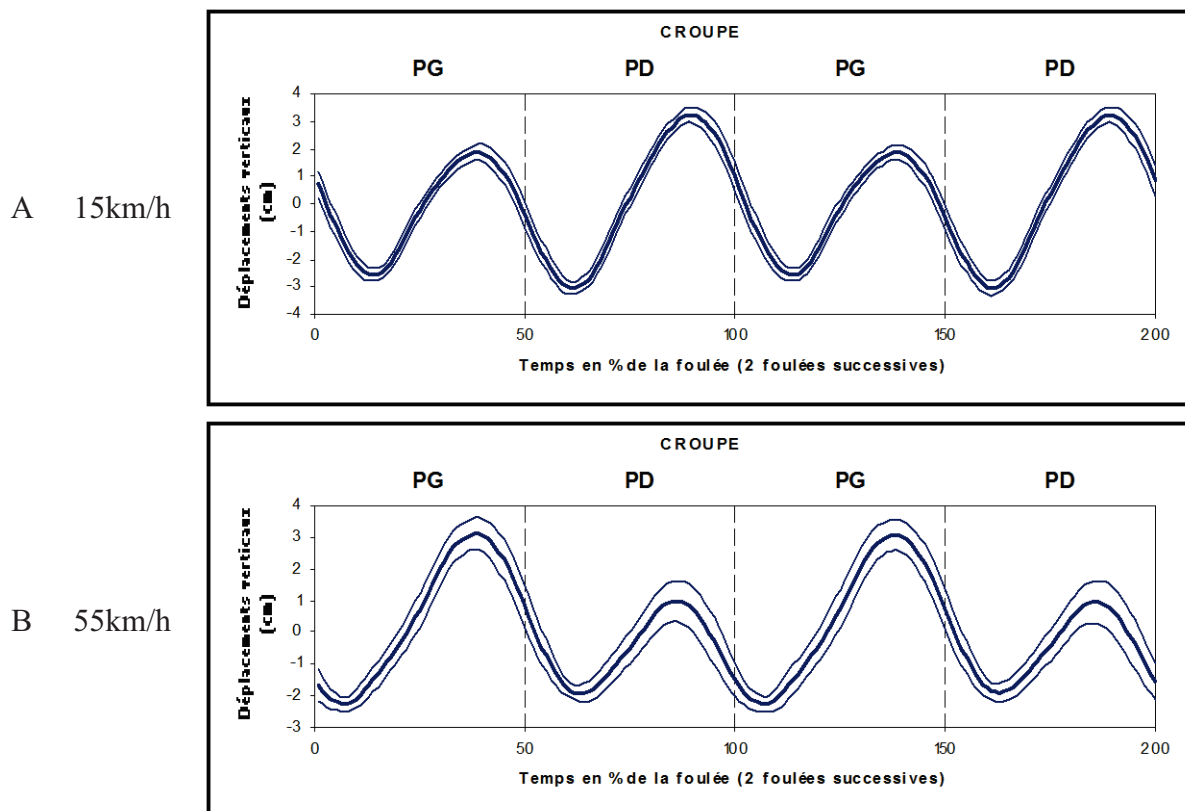 CROUPE
PG PD PG PD
A 15km/h
Déplacements verticaux
(cm)
4
3
2
1
0
-1
-2
-3
-4
0 50 100 150 200
Temps en % de la foulée (2 foulées successives)
CROUPE
PG PD PG PD
B 55km/h
Déplacements verticaux
(cm)
4
3
2
1
0
-1
-2
-3
0 50 100 150 200
Temps en % de la foulée (2 foulées successives)